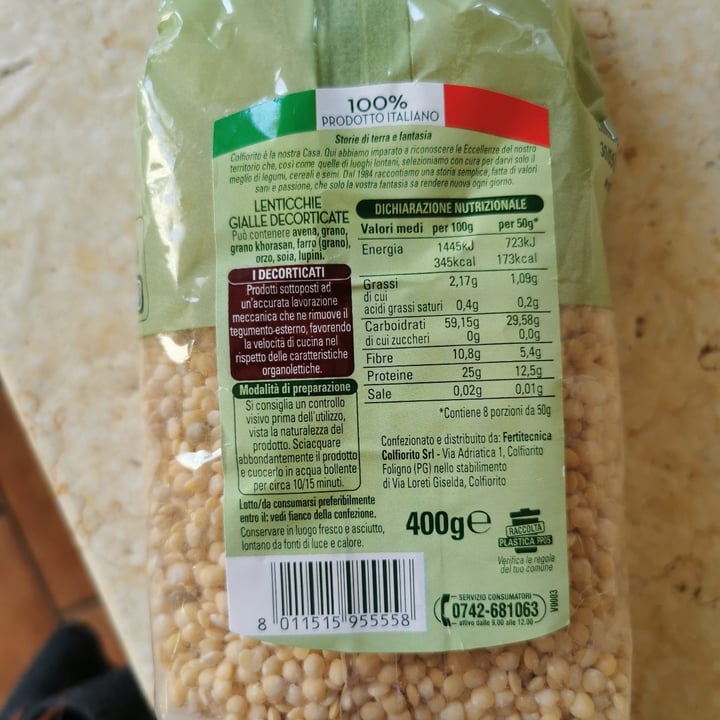 100%
PRODOTTO ITALIANO
Storie di terra e fantasia
Colfiorito è la nostra Casa. Qui abbiamo imparato a riconoscere le Eccellenze del nostro
territorio che, così come quelle di luoghi lontani, selezioniamo con cura per darvi solo il
meglio di legumi, cereali e semi. Dal 1984 raccontiamo una storia semplice, fatta di valori
sani e passione, che solo la vostra fantasia sa rendere nuova ogni giorno.
LENTICCHIE
GIALLE DECORTICATE
Può contenere avena, grano,
grano khorasan, farro (grano),
orzo, soia, lupini.
I DECORTICATI
Prodotti sottoposti ad
un'accurata lavorazione
meccanica che ne rimuove il
tegumento esterno, favorendo
la velocità di cucina nel
rispetto delle caratteristiche
organolettiche.
Modalità di preparazione
Si consiglia un controllo
visivo prima dell'utilizzo,
vista la naturalezza del
prodotto. Sciacquare
abbondantemente il prodotto
e cuocerlo in acqua bollente
per circa 10/15 minuti.
Lotto/da consumarsi preferibilmente
entro il: vedi fianco della confezione.
Conservare in luogo fresco e asciutto,
lontano da fonti di luce e calore.
8 011515 955558
DICHIARAZIONE NUTRIZIONALE
Valori medi per 100g per 50g*
Energia 1445kJ 723kJ
345kcal 173kcal
Grassi 2,17g 1,09g
di cui
acidi grassi saturi 0,4g 0,2g
Carboidrati 59,15g 29,58g
di cui zuccheri 0g 0,0g
Fibre 10,8g 5,4g
Proteine 25g 12,5g
Sale 0,02g 0,01g
*Contiene 8 porzioni da 50g
Confezionato e distribuito da: Fertitecnica
Colfiorito Srl - Via Adriatica 1, Colfiorito
Foligno (PG) nello stabilimento
di Via Loreti Giselda, Colfiorito
400g e
RACCOLTA
PLASTICA PP05
Verifica le regole
del tuo comune
SERVIZIO CONSUMATORI
0742-681063
attivo dalle 9.00 alle 12.00
V0003